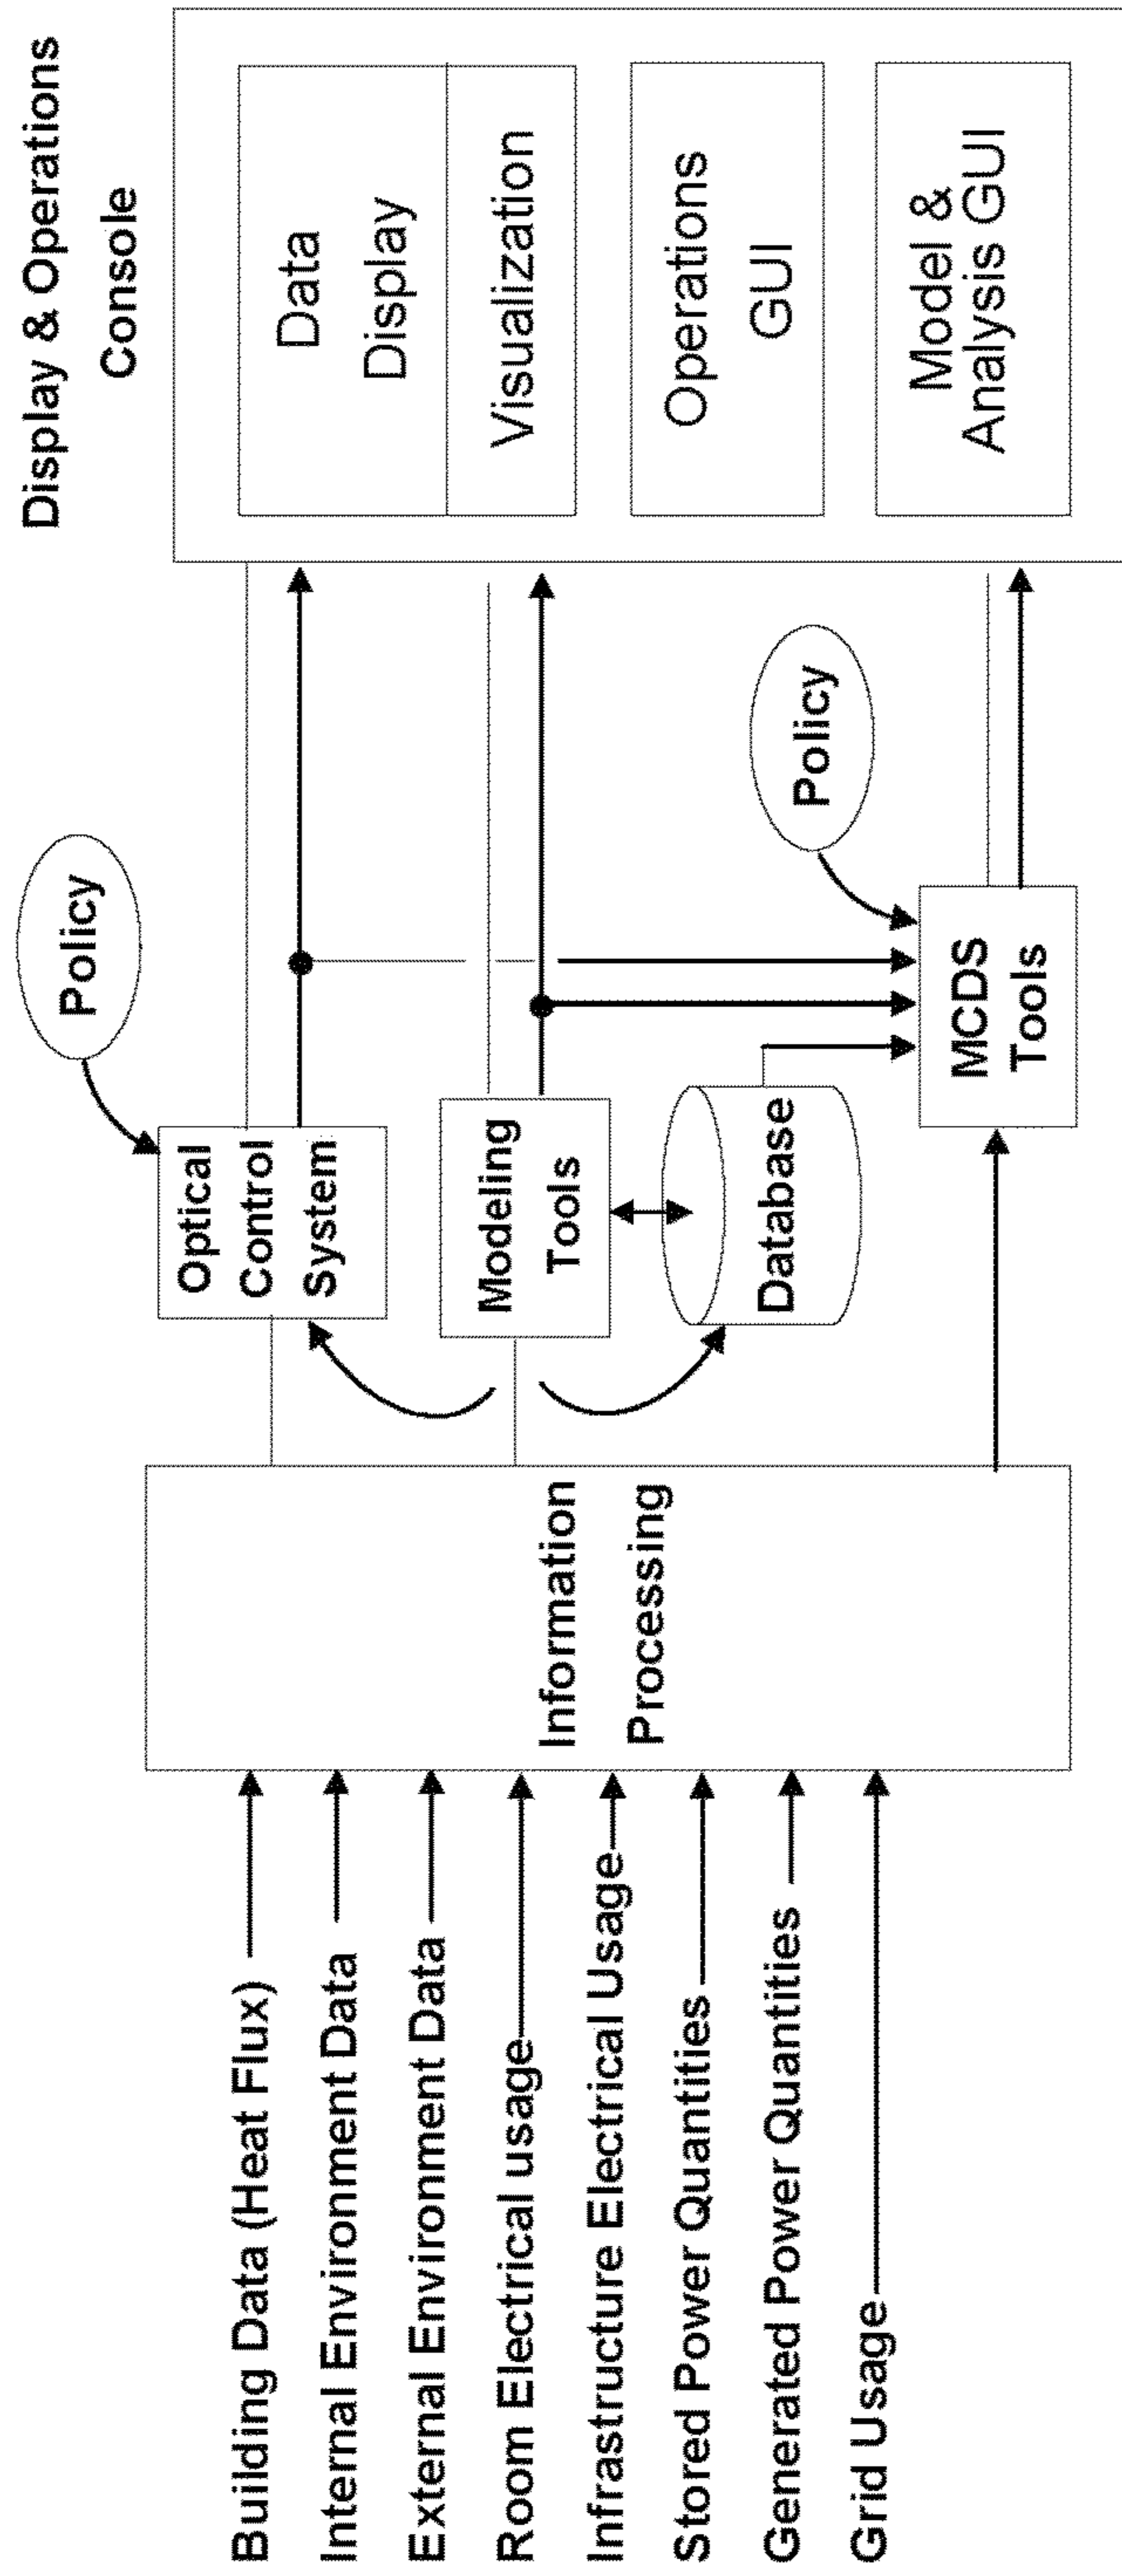 Building Data (Heat Flux)
Internal Environment Data
External Environment Data
Room Electrical usage
Infrastructure Electrical Usage
Stored Power Quantities
Generated Power Quantities
Grid Usage
Information
Processing
Policy
Optical
Control
System
Modeling
Tools
Database
Policy
MCDS
Tools
Display & Operations
Console
Data
Display
Visualization
Operations
GUI
Model &
Analysis GUI